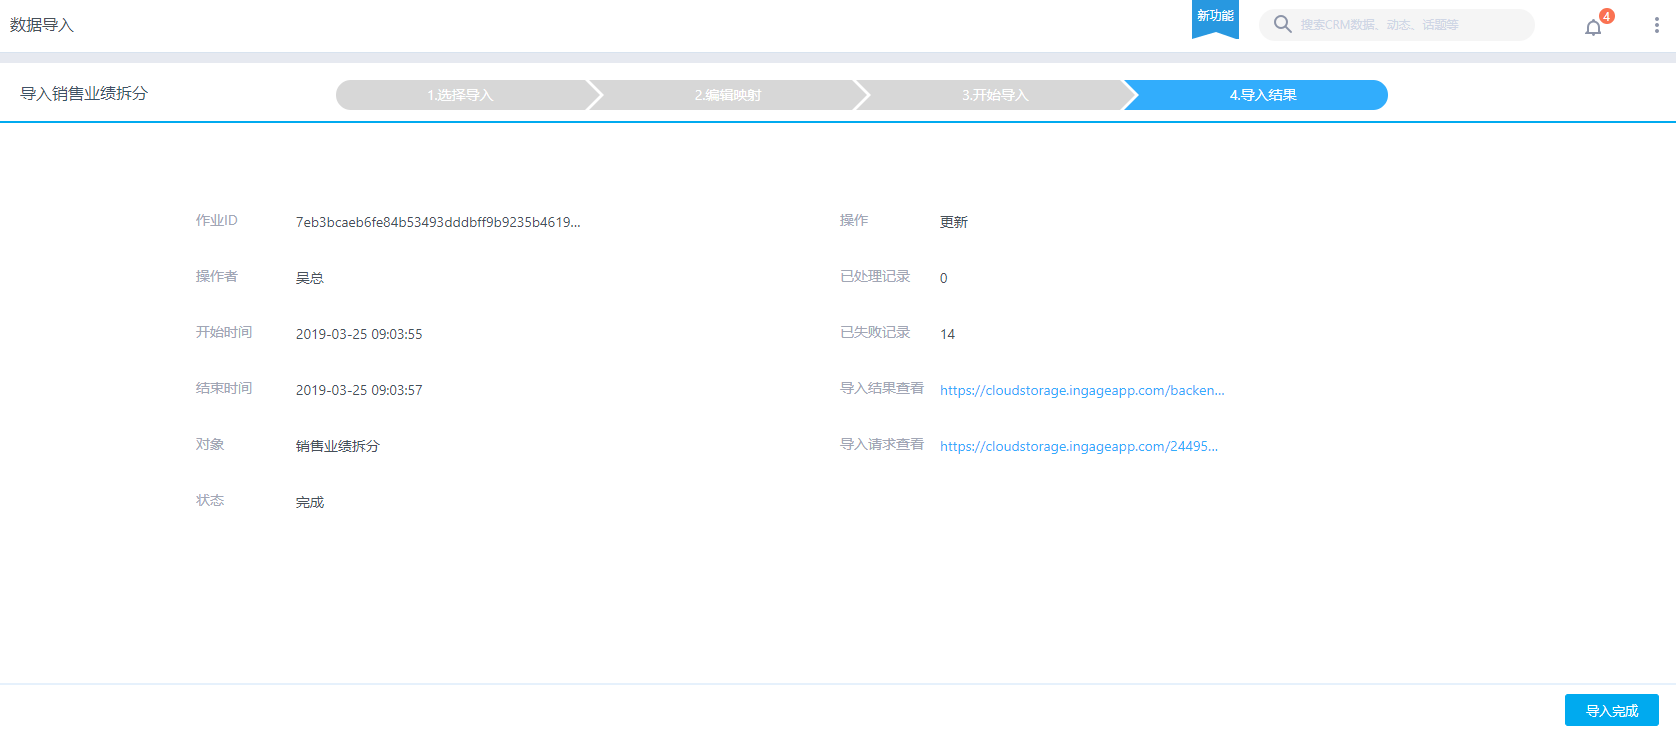 数据导入
新功能
搜索CRM数据、动态、话题等
4
导入销售业绩拆分
1.选择导入
2.编辑映射
3.开始导入
4.导入结果
作业ID 7eb3bcaeb6fe84b53493dddbff9b9235b4619...
操作 更新
操作者 吴总
已处理记录 0
开始时间 2019-03-25 09:03:55
已失败记录 14
结束时间 2019-03-25 09:03:57
导入结果查看 https://cloudstorage.ingageapp.com/backen...
对象 销售业绩拆分
导入请求查看 https://cloudstorage.ingageapp.com/24495...
状态 完成
导入完成